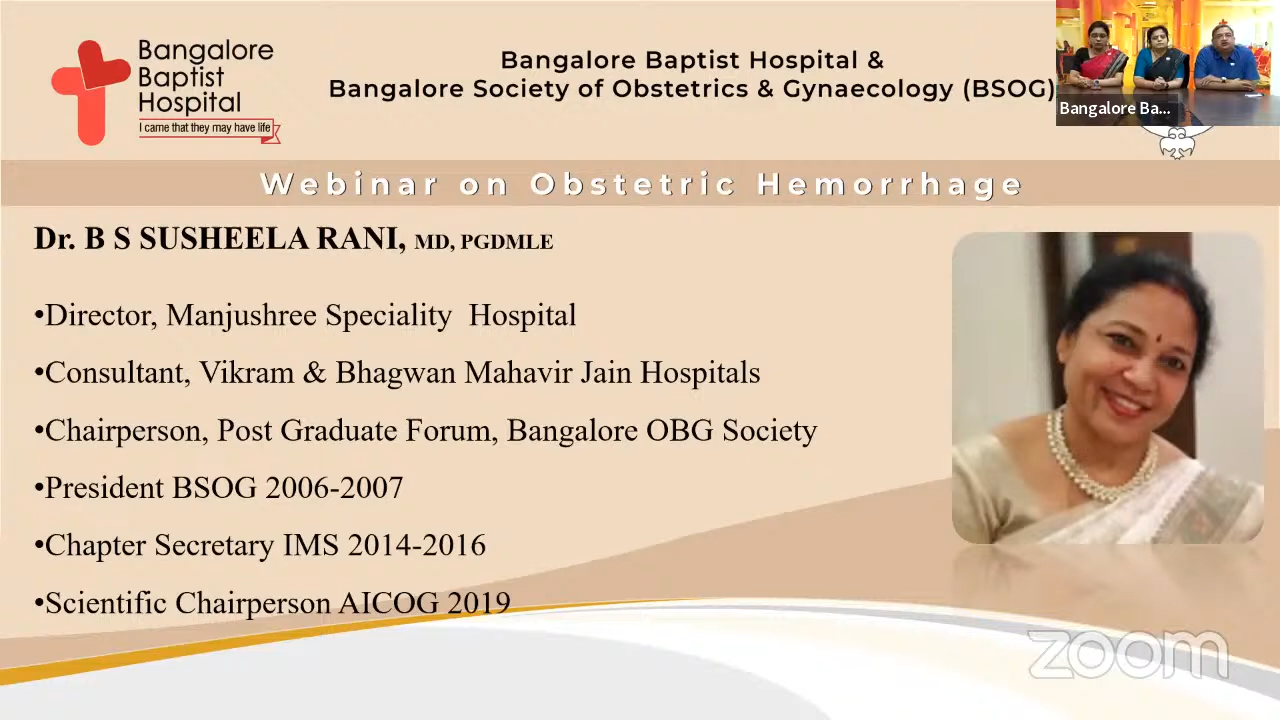 Bangalore
Baptist
Hospital
I came that they may have life
Bangalore Baptist Hospital &
Bangalore Society of Obstetrics & Gynaecology (BSOG)
Bangalore Ba...
Webinar on Obstetric Hemorrhage
Dr. B S SUSHEELA RANI, MD, PGDMLE
•Director, Manjushree Speciality Hospital
•Consultant, Vikram & Bhagwan Mahavir Jain Hospitals
•Chairperson, Post Graduate Forum, Bangalore OBG Society
•President BSOG 2006-2007
•Chapter Secretary IMS 2014-2016
•Scientific Chairperson AICOG 2019
zoom